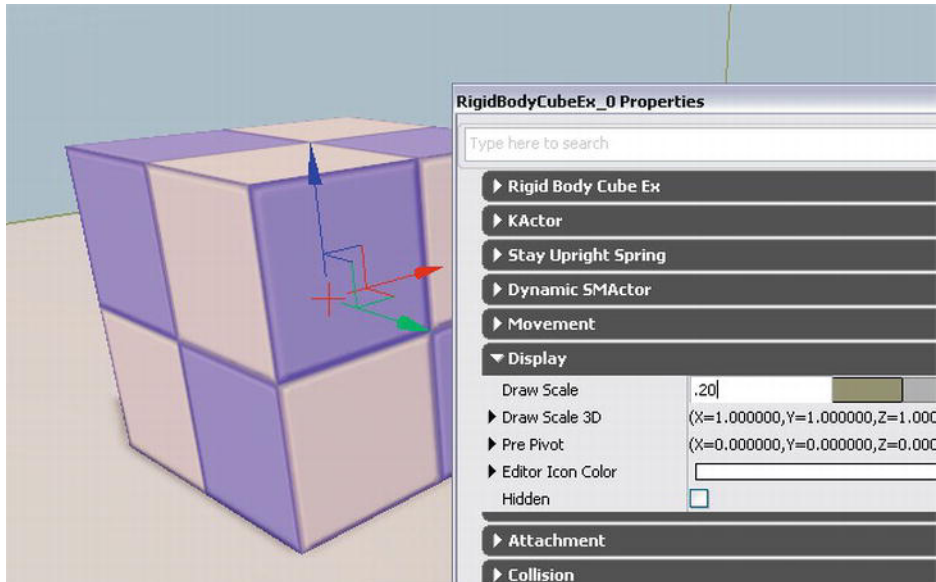 RigidBodyCubeEx_0 Properties
Type here to search
Rigid Body Cube Ex
KActor
Stay Upright Spring
Dynamic SMActor
Movement
Display
Draw Scale .20
Draw Scale 3D (X=1.000000,Y=1.000000,Z=1.000
Pre Pivot (X=0.000000,Y=0.000000,Z=0.000
Editor Icon Color
Hidden
Attachment
Collision